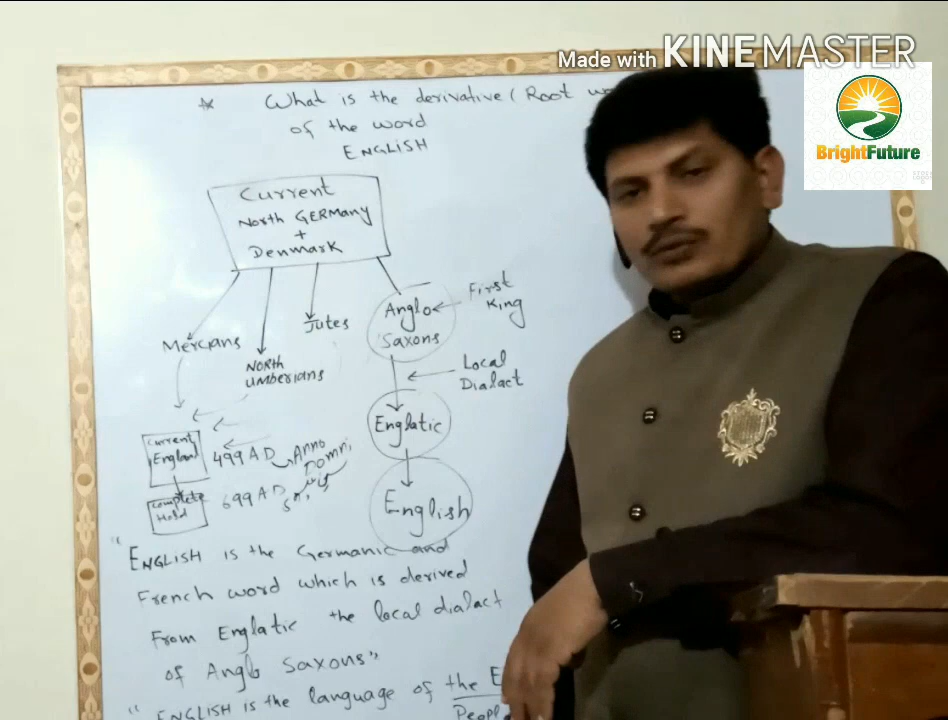 Made with KINEMASTER
BrightFuture
* What is the derivative (Root
of the word
ENGLISH
Current
North GERMANY
+
Denmark
Mercians
NORTH
UMBERIANS
Jutes
Anglo
Saxons
First
King
Local
Dialact
Englatic
English
Current
England
499 AD
Anno
Domni
Complete
Hold
699 AD
"ENGLISH is the Germanic and
French word which is derived
From Englatic the local dialact
of Anglo Saxons"
"ENGLISH is the language of the E